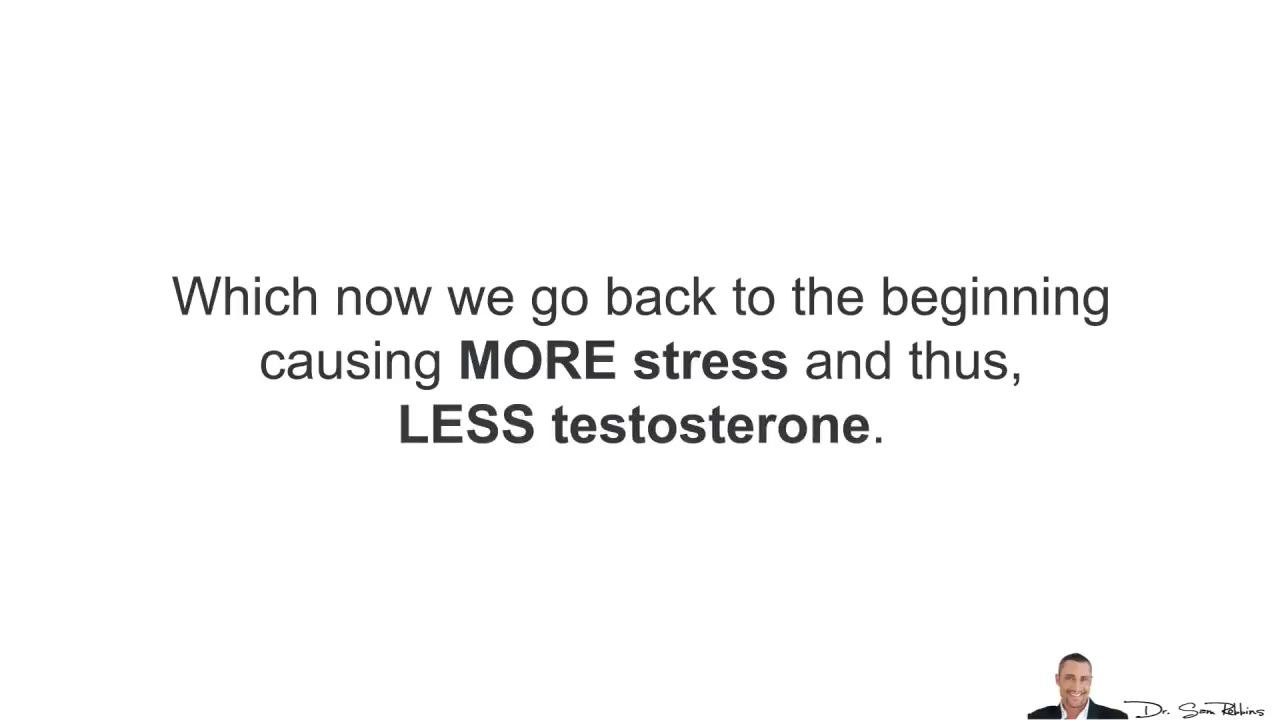 Which now we go back to the beginning
causing MORE stress and thus,
LESS testosterone.
Dr. Sam Robbins